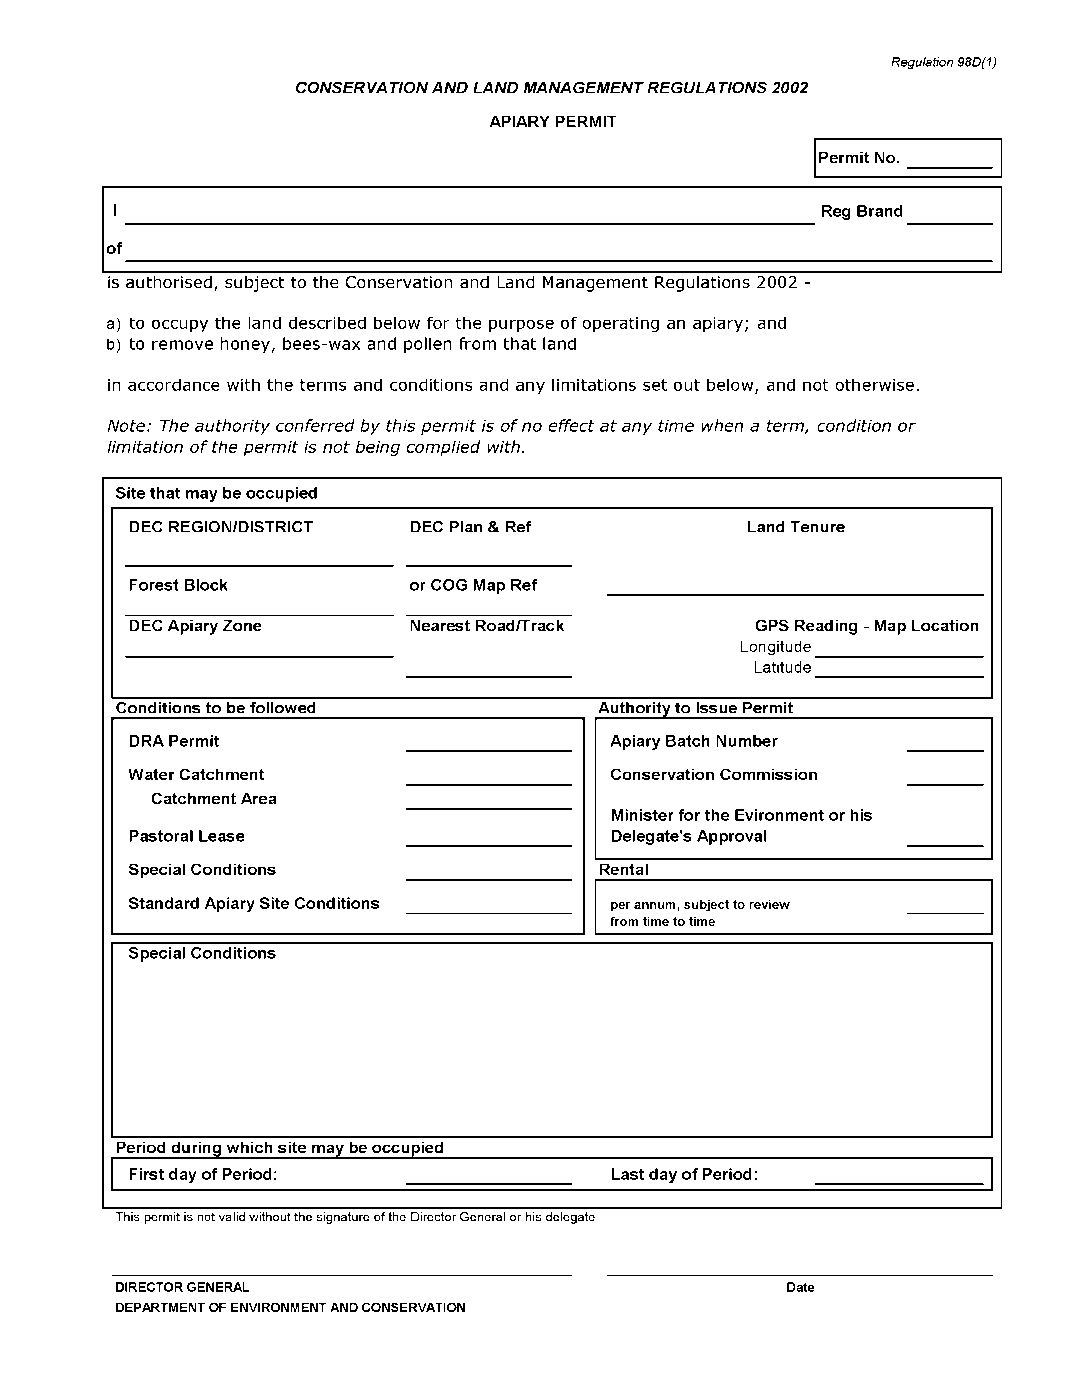 Regulation 98D(1)
CONSERVATION AND LAND MANAGEMENT REGULATIONS 2002
APIARY PERMIT
Permit No.
I Reg Brand
of
is authorised, subject to the Conservation and Land Management Regulations 2002 -
a) to occupy the land described below for the purpose of operating an apiary; and
b) to remove honey, bees-wax and pollen from that land
in accordance with the terms and conditions and any limitations set out below, and not otherwise.
Note: The authority conferred by this permit is of no effect at any time when a term, condition or
limitation of the permit is not being complied with.
Site that may be occupied
DEC REGION/DISTRICT DEC Plan & Ref Land Tenure
Forest Block or COG Map Ref
DEC Apiary Zone Nearest Road/Track GPS Reading - Map Location
Longitude
Latitude
Conditions to be followed Authority to Issue Permit
DRA Permit Apiary Batch Number
Water Catchment Conservation Commission
Catchment Area
Minister for the Evironment or his
Pastoral Lease Delegate's Approval
Special Conditions Rental
Standard Apiary Site Conditions per annum, subject to review
from time to time
Special Conditions
Period during which site may be occupied
First day of Period: Last day of Period:
This permit is not valid without the signature of the Director General or his delegate
DIRECTOR GENERAL Date
DEPARTMENT OF ENVIRONMENT AND CONSERVATION